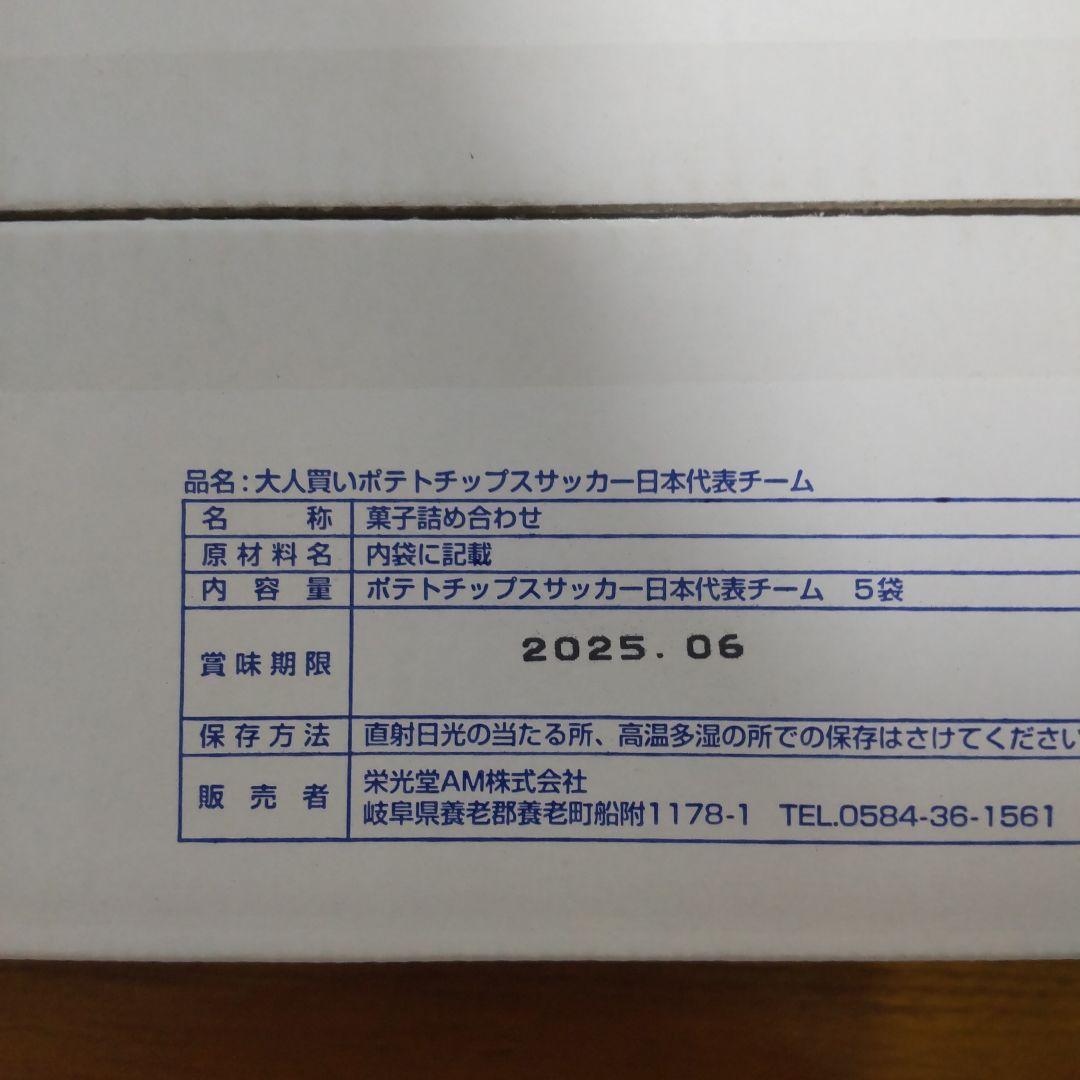 品名:大人買いポテトチップスサッカー日本代表チーム
名称 菓子詰め合わせ
原材料名 内袋に記載
内容量 ポテトチップスサッカー日本代表チーム 5袋
賞味期限 2025.06
保存方法 直射日光の当たる所、高温多湿の所での保存はさけてください
販売者 栄光堂AM株式会社
岐阜県養老郡養老町船附1178-1 TEL.0584-36-1561